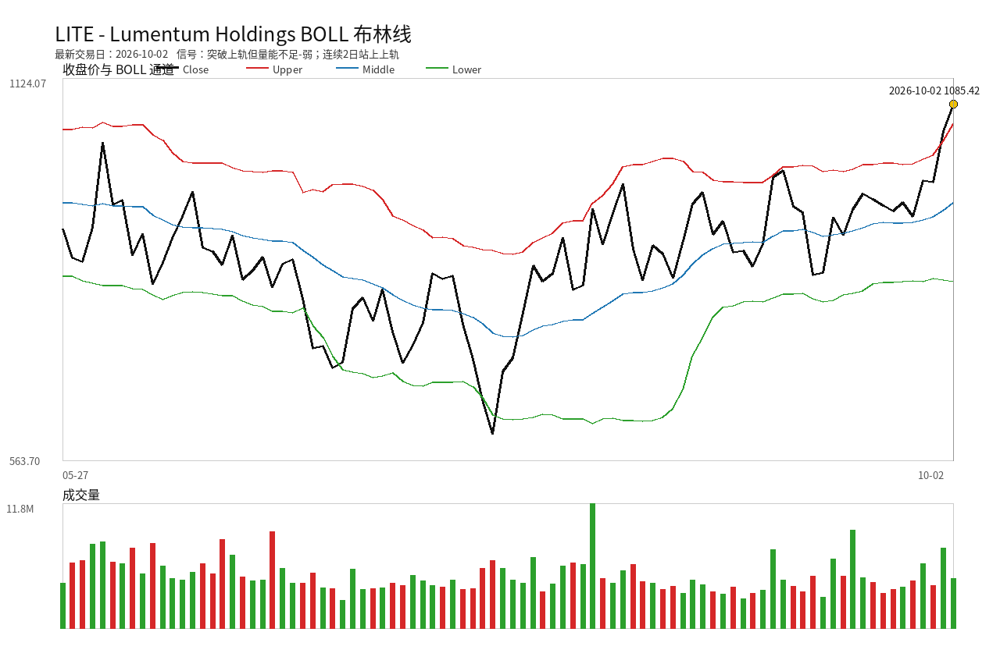 LITE - Lumentum Holdings BOLL 布林线
最新交易日：2026-10-02 信号：突破上轨但量能不足-弱；连续2日站上上轨
收盘价与 BOLL 通道 Close Upper Middle Lower
1124.07
2026-10-02 1085.42
563.70
05-27 10-02
成交量
11.8M